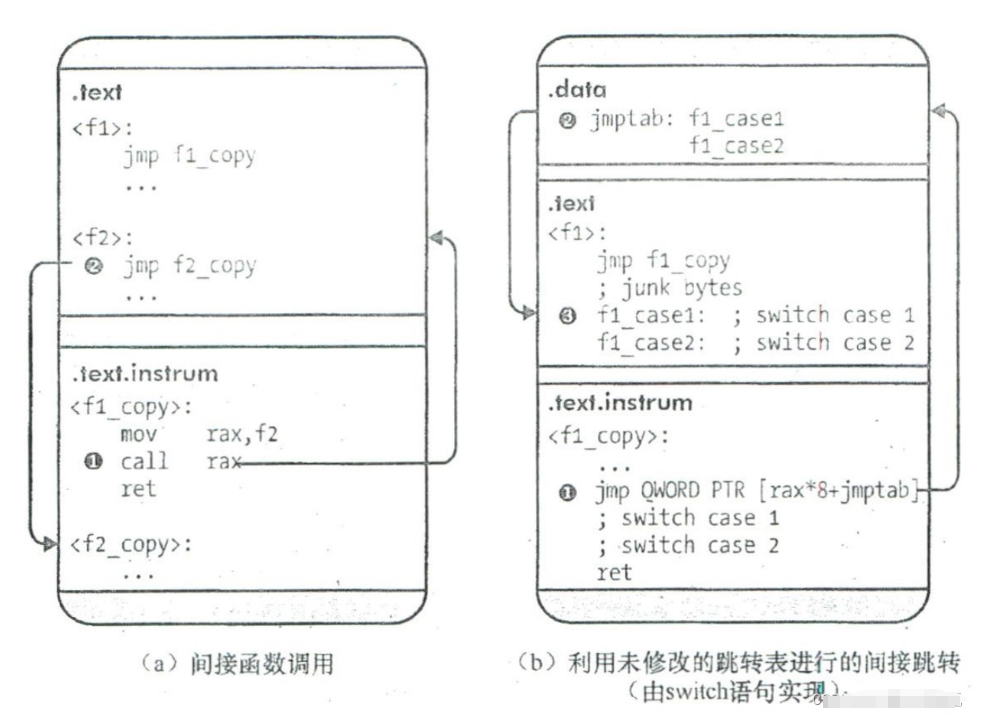 .text
<f1>:
jmp f1_copy
...
<f2>:
❷ jmp f2_copy
...
.text.instrum
<f1_copy>:
mov rax,f2
❶ call rax
ret
<f2_copy>:
...
(a) 间接函数调用
.data
❷ jmptab: f1_case1
f1_case2
.text
<f1>:
jmp f1_copy
; junk bytes
❸ f1_case1: ; switch case 1
f1_case2: ; switch case 2
.text.instrum
<f1_copy>:
...
❶ jmp QWORD PTR [rax*8+jmptab]
; switch case 1
; switch case 2
ret
(b) 利用未修改的跳转表进行的间接跳转
(由switch语句实现)